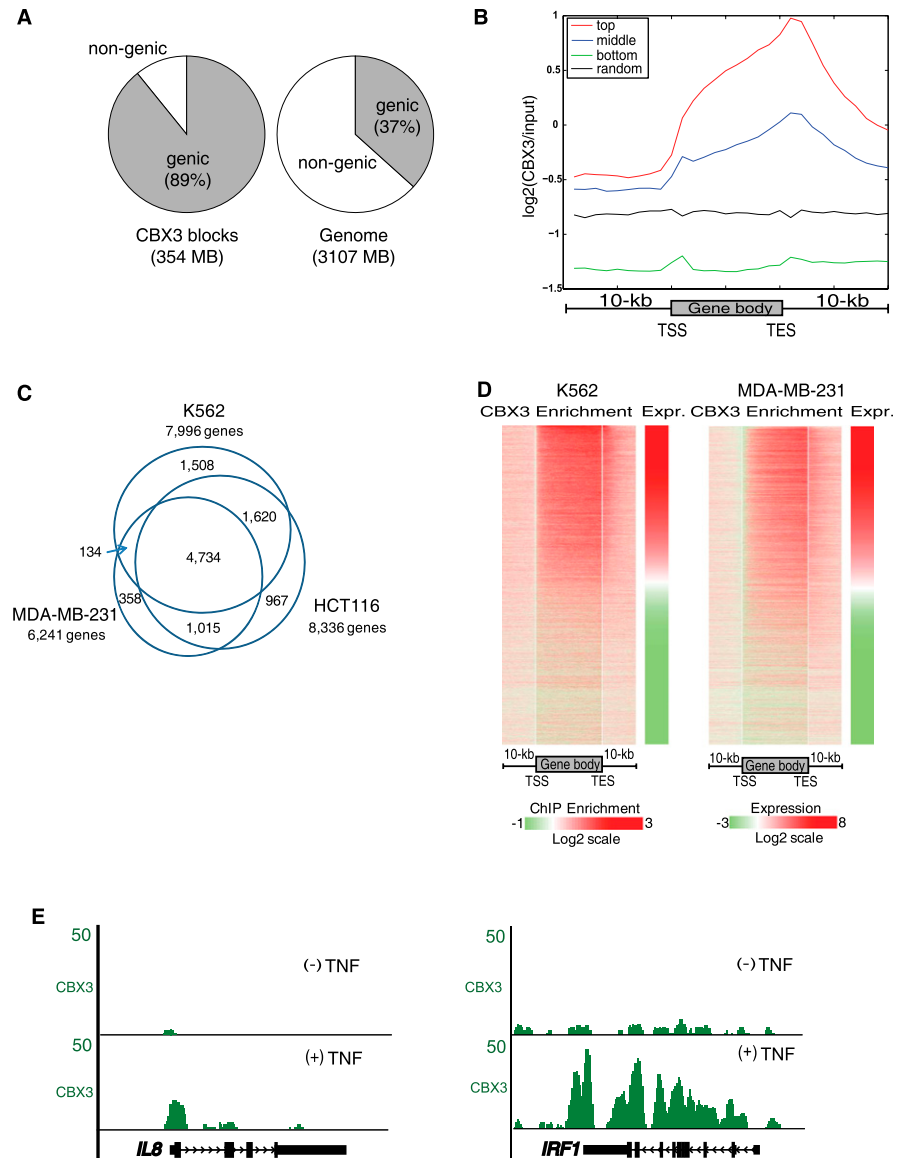 A
non-genic
genic
(89%)
CBX3 blocks
(354 MB)
genic
(37%)
non-genic
Genome
(3107 MB)
B
log2(CBX3/input)
1
0.5
0
−0.5
−1
−1.5
top
middle
bottom
random
10-kb Gene body 10-kb
TSS TES
C
K562
7,996 genes
1,508
1,620
134
4,734
358
967
1,015
MDA-MB-231
6,241 genes
HCT116
8,336 genes
D
K562 MDA-MB-231
CBX3 Enrichment Expr. CBX3 Enrichment Expr.
10-kb Gene body 10-kb
TSS TES
10-kb Gene body 10-kb
TSS TES
ChIP Enrichment
-1 3
Log2 scale
Expression
-3 8
Log2 scale
E
50
(-) TNF
CBX3
50
(+) TNF
CBX3
IL8
50
(-) TNF
CBX3
50
(+) TNF
CBX3
IRF1